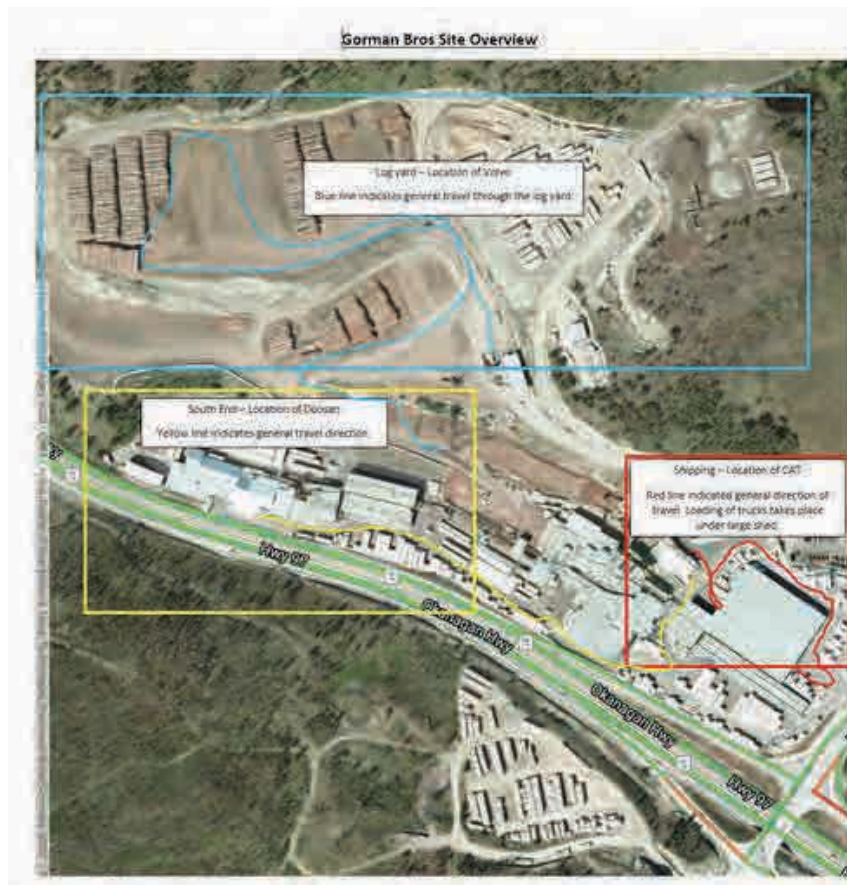 Gorman Bros Site Overview
Log yard – Location of Volvo
Blue line indicates general travel through the log yard
South End – Location of Doosan
Yellow line indicates general travel direction
Shipping – Location of CAT
Red line indicated general direction of
travel. Loading of trucks takes place
under large shed
Hwy 97
Okanagan Hwy
Okanagan Hwy
Hwy 97